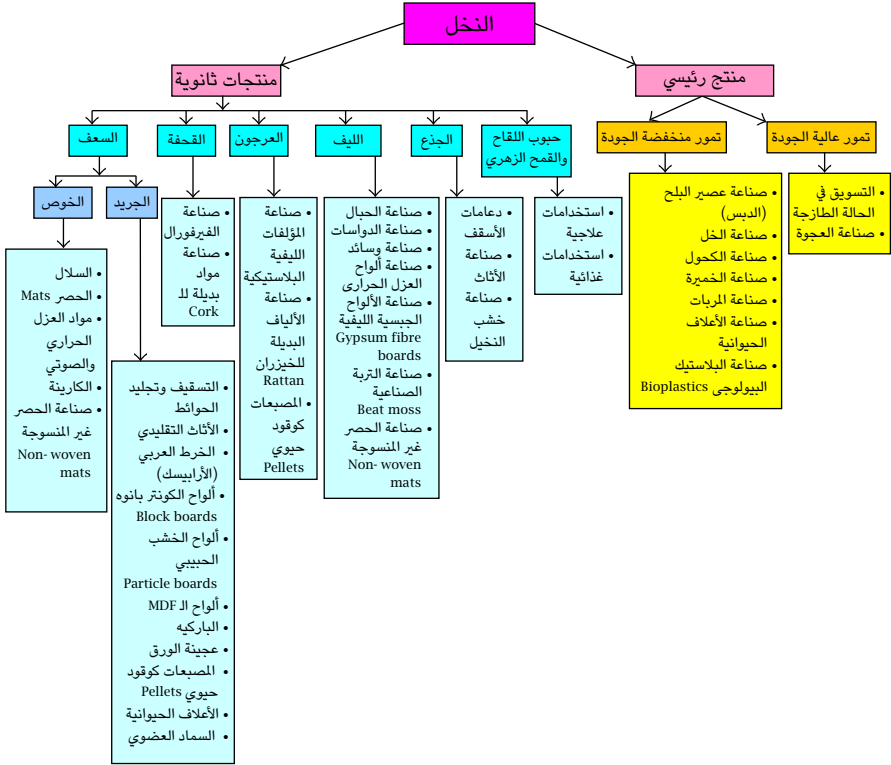 النخل
منتج رئيسي
منتجات ثانوية
تمور عالية الجودة
تمور منخفضة الجودة
حبوب اللقاح
والقمح الزهري
الجذع
الليف
العرجون
القحفة
السعف
الجريد
الخوص
• التسويق في
الحالة الطازجة
• صناعة العجوة
• صناعة عصير البلح
(الدبس)
• صناعة الخل
• صناعة الكحول
• صناعة الخميرة
• صناعة المربات
• صناعة الأعلاف
الحيوانية
• صناعة البلاستيك
البيولوجى Bioplastics
• استخدامات
علاجية
• استخدامات
غذائية
• دعامات
الأسقف
• صناعة
الأثاث
• صناعة
خشب
النخيل
• صناعة الحبال
• صناعة الدواسات
• صناعة وسائد
• صناعة ألواح
العزل الحرارى
• صناعة الألواح
الجبسية الليفية
Gypsum fibre
boards
• صناعة التربة
الصناعية
Beat moss
• صناعة الحصر
غير المنسوجة
Non- woven
mats
• صناعة
المؤلفات
الليفية
البلاستيكية
• صناعة
الألياف
البديلة
للخيزران
Rattan
• المصبعات
كوقود
حيوي
Pellets
• صناعة
الفيرفورال
• صناعة
مواد
بديلة للـ
Cork
• التسقيف وتجليد
الحوائط
• الأثاث التقليدي
• الخرط العربي
(الأرابيسك)
• ألواح الكونتر بانوه
Block boards
• ألواح الخشب
الحبيبي
Particle boards
• ألواح الـ MDF
• الباركيه
• عجينة الورق
• المصبعات كوقود
حيوي Pellets
• الأعلاف الحيوانية
• السماد العضوي
• السلال
• الحصر Mats
• مواد العزل
الحراري
والصوتي
• الكارينة
• صناعة الحصر
غير المنسوجة
Non- woven
mats